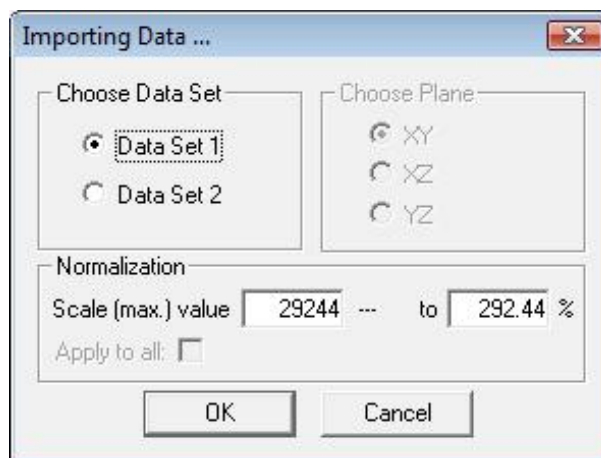 Importing Data ...
Choose Data Set
Data Set 1
Data Set 2
Choose Plane
XY
XZ
YZ
Normalization
Scale (max.) value 29244 --- to 292.44 %
Apply to all:
OK
Cancel